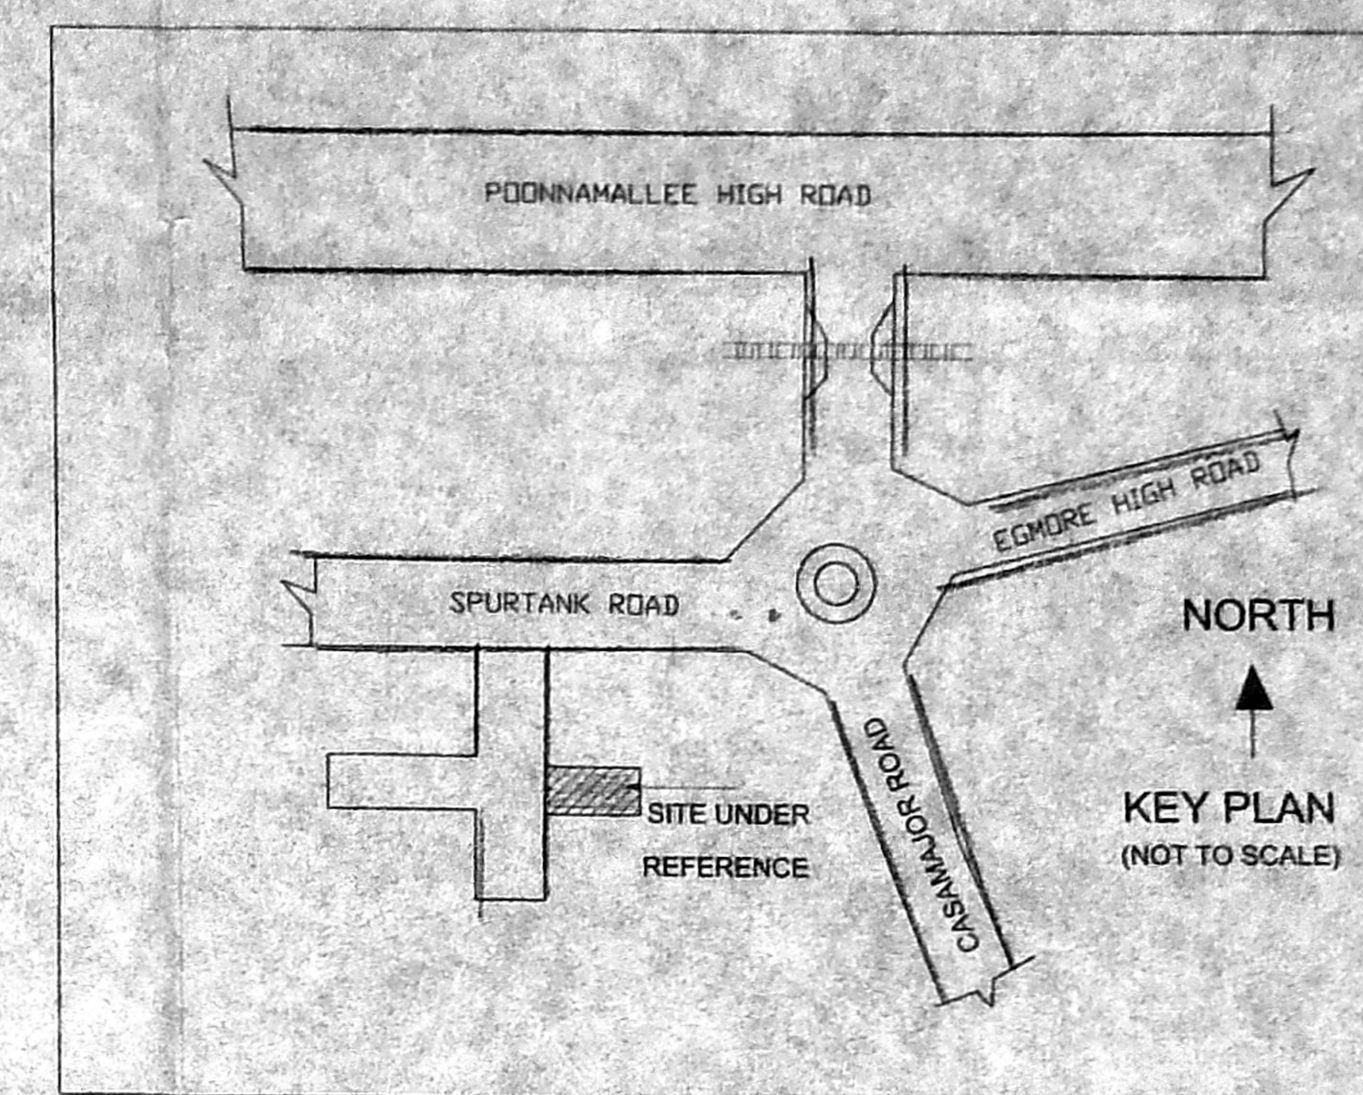 POONNAMALLEE HIGH ROAD
EGMORE HIGH ROAD
SPURTANK ROAD
NORTH
CASAMAJOR ROAD
SITE UNDER
REFERENCE
KEY PLAN
(NOT TO SCALE)